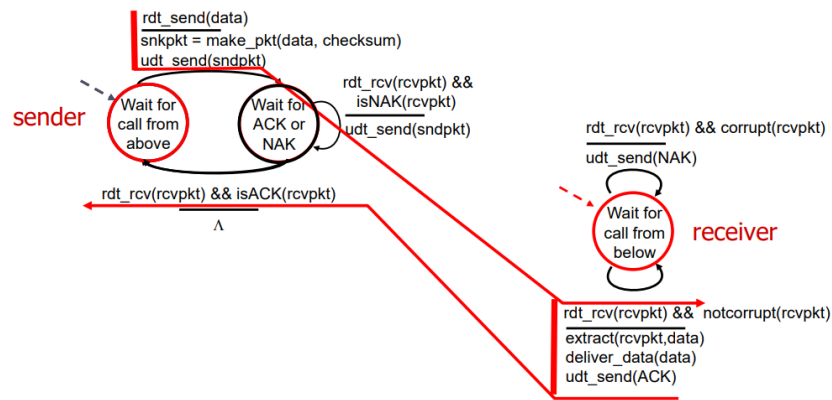 rdt_send(data)
snkpkt = make_pkt(data, checksum)
udt_send(sndpkt)
sender
Wait for
call from
above
Wait for
ACK or
NAK
rdt_rcv(rcvpkt) &&
isNAK(rcvpkt)
udt_send(sndpkt)
rdt_rcv(rcvpkt) && isACK(rcvpkt)
Λ
rdt_rcv(rcvpkt) && corrupt(rcvpkt)
udt_send(NAK)
Wait for
call from
below
receiver
rdt_rcv(rcvpkt) && notcorrupt(rcvpkt)
extract(rcvpkt,data)
deliver_data(data)
udt_send(ACK)